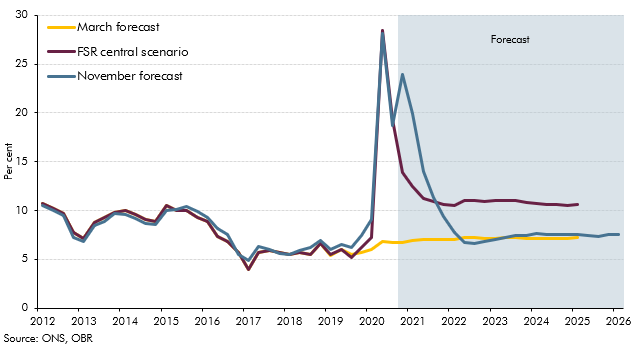 30
25
20
15
10
5
0
Per cent
March forecast
FSR central scenario
November forecast
Forecast
2012 2013 2014 2015 2016 2017 2018 2019 2020 2021 2022 2023 2024 2025 2026
Source: ONS, OBR